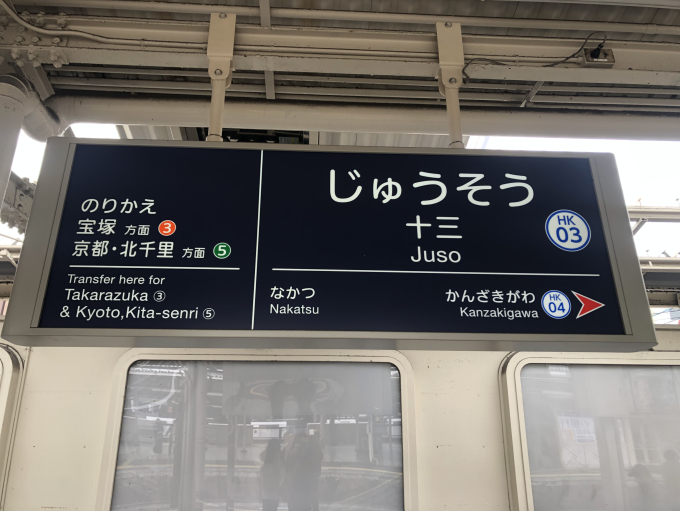 のりかえ
宝塚 方面 3
京都・北千里 方面 5
Transfer here for
Takarazuka ③
& Kyoto,Kita-senri ⑤
じゅうそう
十三
Juso
HK
03
なかつ
Nakatsu
かんざきがわ
Kanzakigawa
HK
04